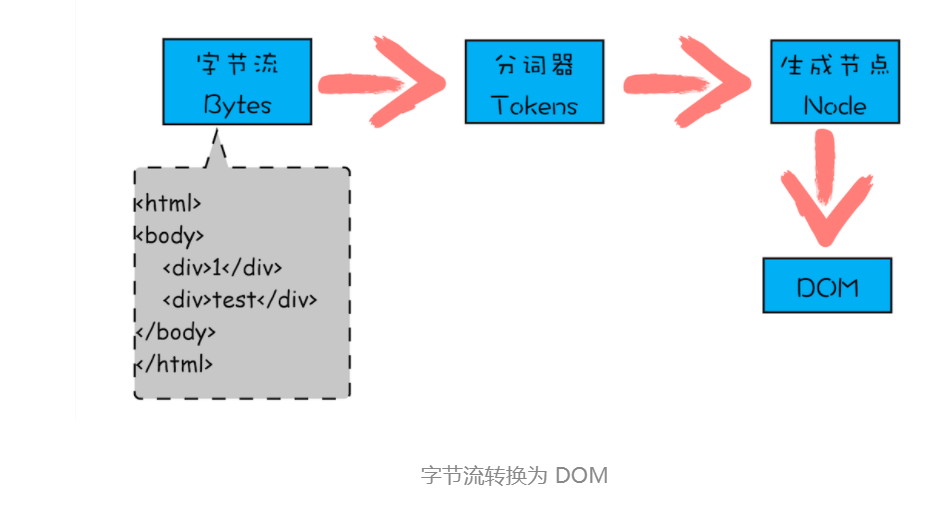 字节流
Bytes
分词器
Tokens
生成节点
Node
<html>
<body>
<div>1</div>
<div>test</div>
</body>
</html>
DOM
字节流转换为 DOM